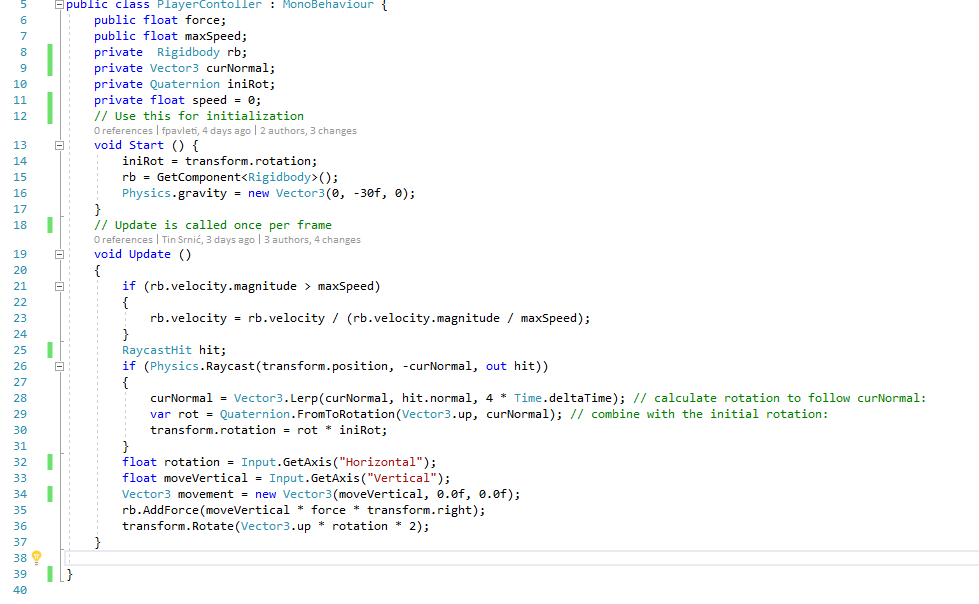 5 public class PlayerContoller : MonoBehaviour {
6 public float force;
7 public float maxSpeed;
8 private  Rigidbody rb;
9 private Vector3 curNormal;
10 private Quaternion iniRot;
11 private float speed = 0;
12 // Use this for initialization
0 references | fpavleti, 4 days ago | 2 authors, 3 changes
13 void Start () {
14 iniRot = transform.rotation;
15 rb = GetComponent<Rigidbody>();
16 Physics.gravity = new Vector3(0, -30f, 0);
17 }
18 // Update is called once per frame
0 references | Tin Srnić, 3 days ago | 3 authors, 4 changes
19 void Update ()
20 {
21 if (rb.velocity.magnitude > maxSpeed)
22 {
23 rb.velocity = rb.velocity / (rb.velocity.magnitude / maxSpeed);
24 }
25 RaycastHit hit;
26 if (Physics.Raycast(transform.position, -curNormal, out hit))
27 {
28 curNormal = Vector3.Lerp(curNormal, hit.normal, 4 * Time.deltaTime); // calculate rotation to follow curNormal:
29 var rot = Quaternion.FromToRotation(Vector3.up, curNormal); // combine with the initial rotation:
30 transform.rotation = rot * iniRot;
31 }
32 float rotation = Input.GetAxis("Horizontal");
33 float moveVertical = Input.GetAxis("Vertical");
34 Vector3 movement = new Vector3(moveVertical, 0.0f, 0.0f);
35 rb.AddForce(moveVertical * force * transform.right);
36 transform.Rotate(Vector3.up * rotation * 2);
37 }
38
39 }
40